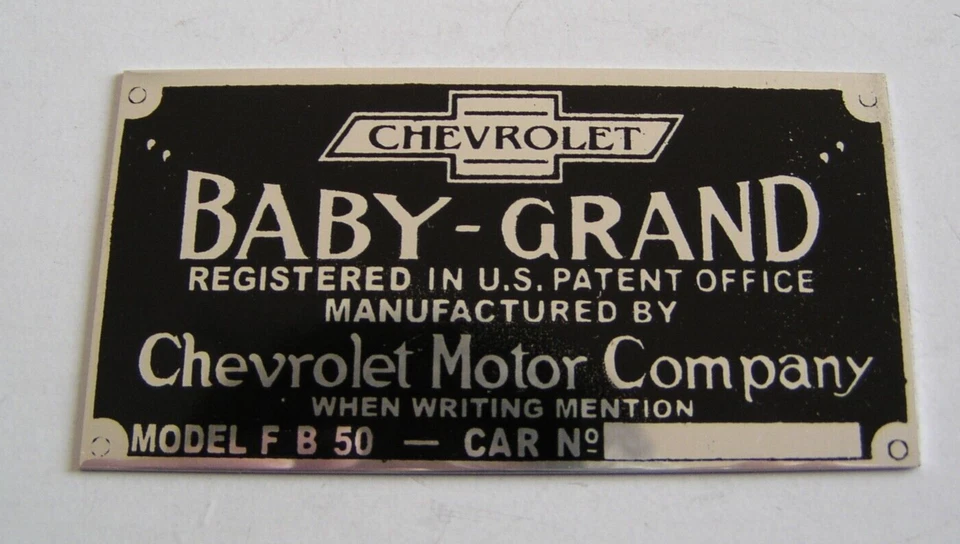 CHEVROLET
BABY-GRAND
REGISTERED IN U.S. PATENT OFFICE
MANUFACTURED BY
Chevrolet Motor Company
WHEN WRITING MENTION
MODEL F B 50 — CAR Nº